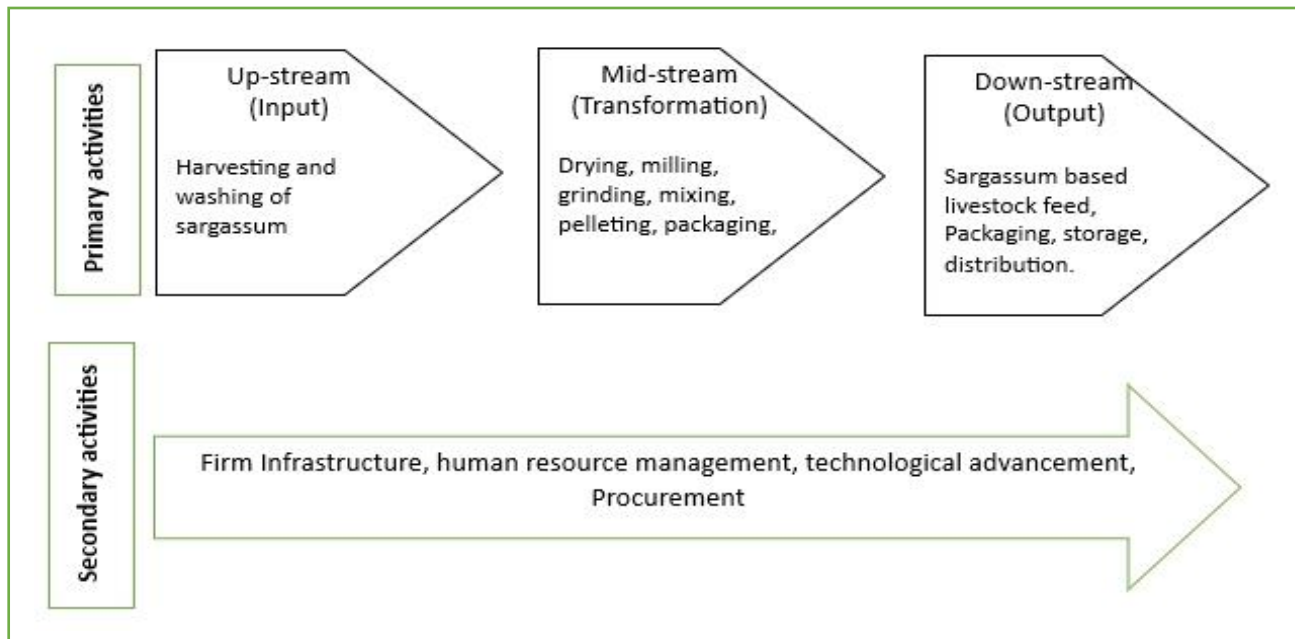 Primary activities
Up-stream
(Input)
Harvesting and
washing of
sargassum
Mid-stream
(Transformation)
Drying, milling,
grinding, mixing,
pelleting, packaging,
Down-stream
(Output)
Sargassum based
livestock feed,
Packaging, storage,
distribution.
Secondary activities
Firm Infrastructure, human resource management, technological advancement,
Procurement